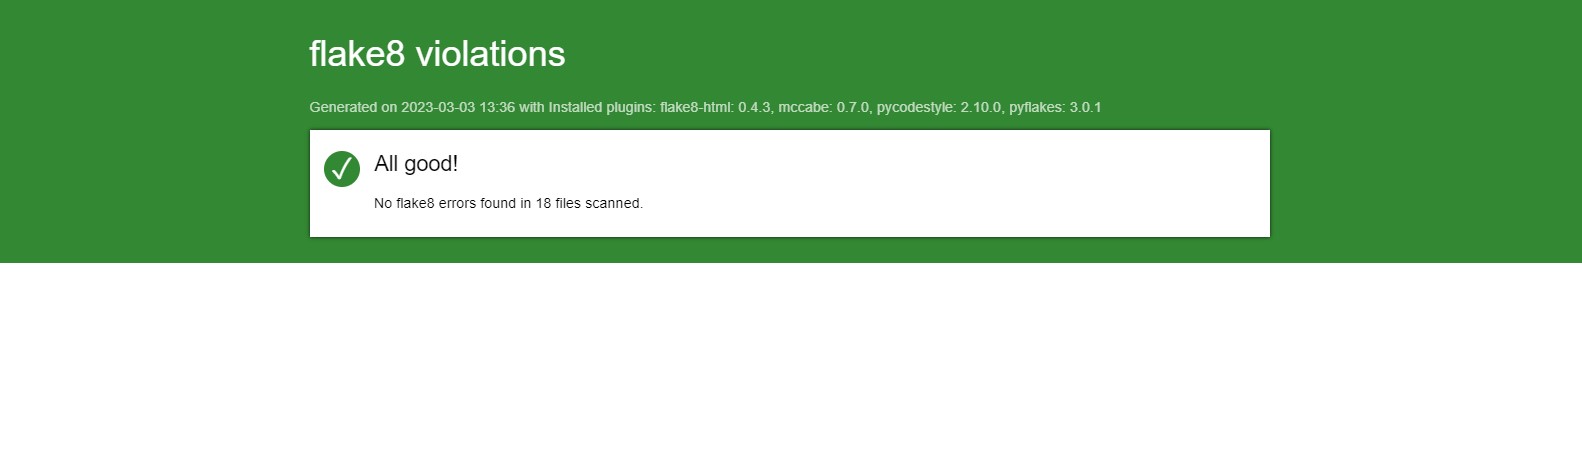 flake8 violations
Generated on 2023-03-03 13:36 with Installed plugins: flake8-html: 0.4.3, mccabe: 0.7.0, pycodestyle: 2.10.0, pyflakes: 3.0.1
All good!
No flake8 errors found in 18 files scanned.